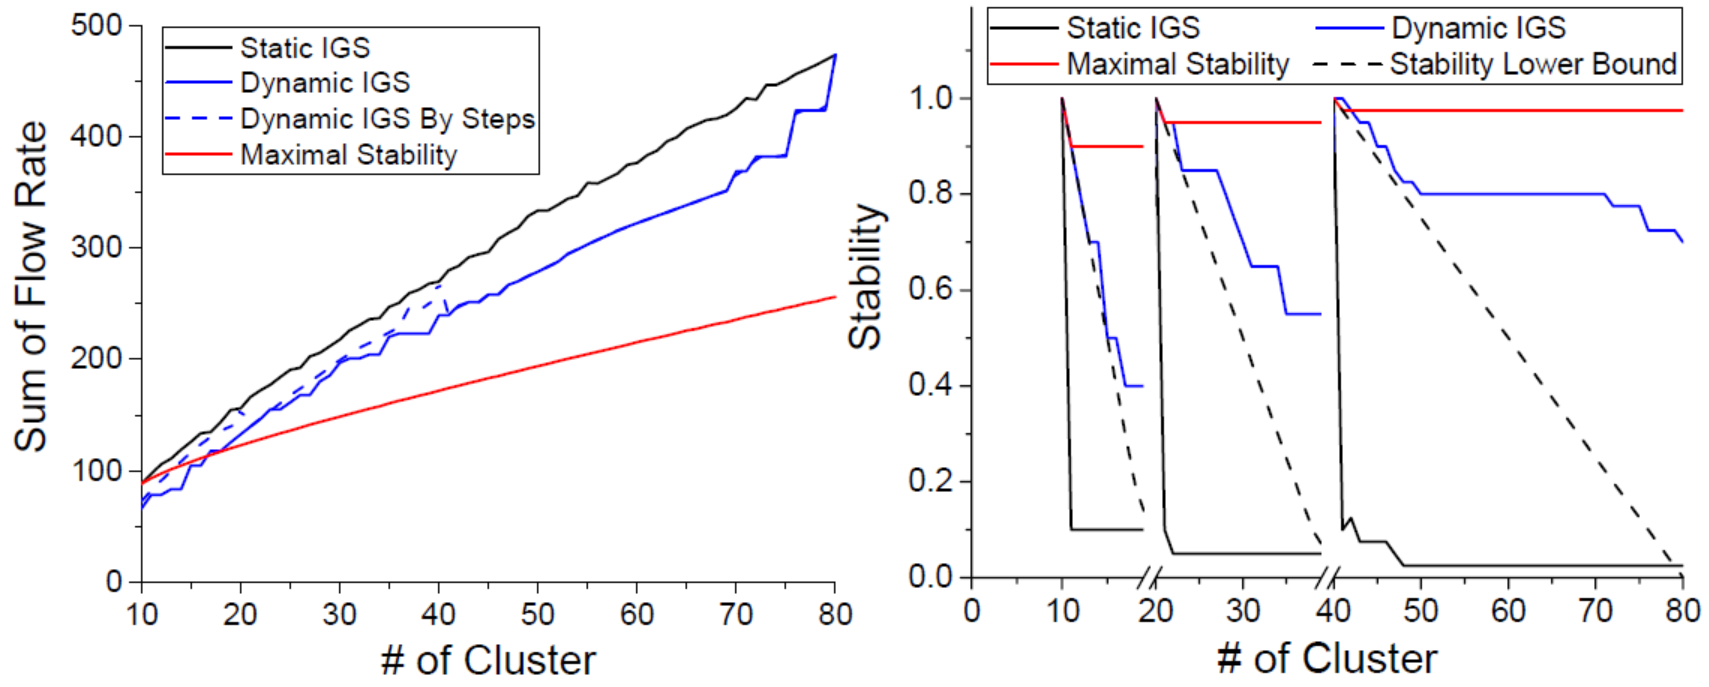 500
400
300
200
100
0
Sum of Flow Rate
Static IGS
Dynamic IGS
Dynamic IGS By Steps
Maximal Stability
10 20 30 40 50 60 70 80
# of Cluster
Static IGS Dynamic IGS
Maximal Stability Stability Lower Bound
1.0
0.8
0.6
0.4
0.2
0.0
Stability
0 10 20 30 40 50 60 70 80
# of Cluster